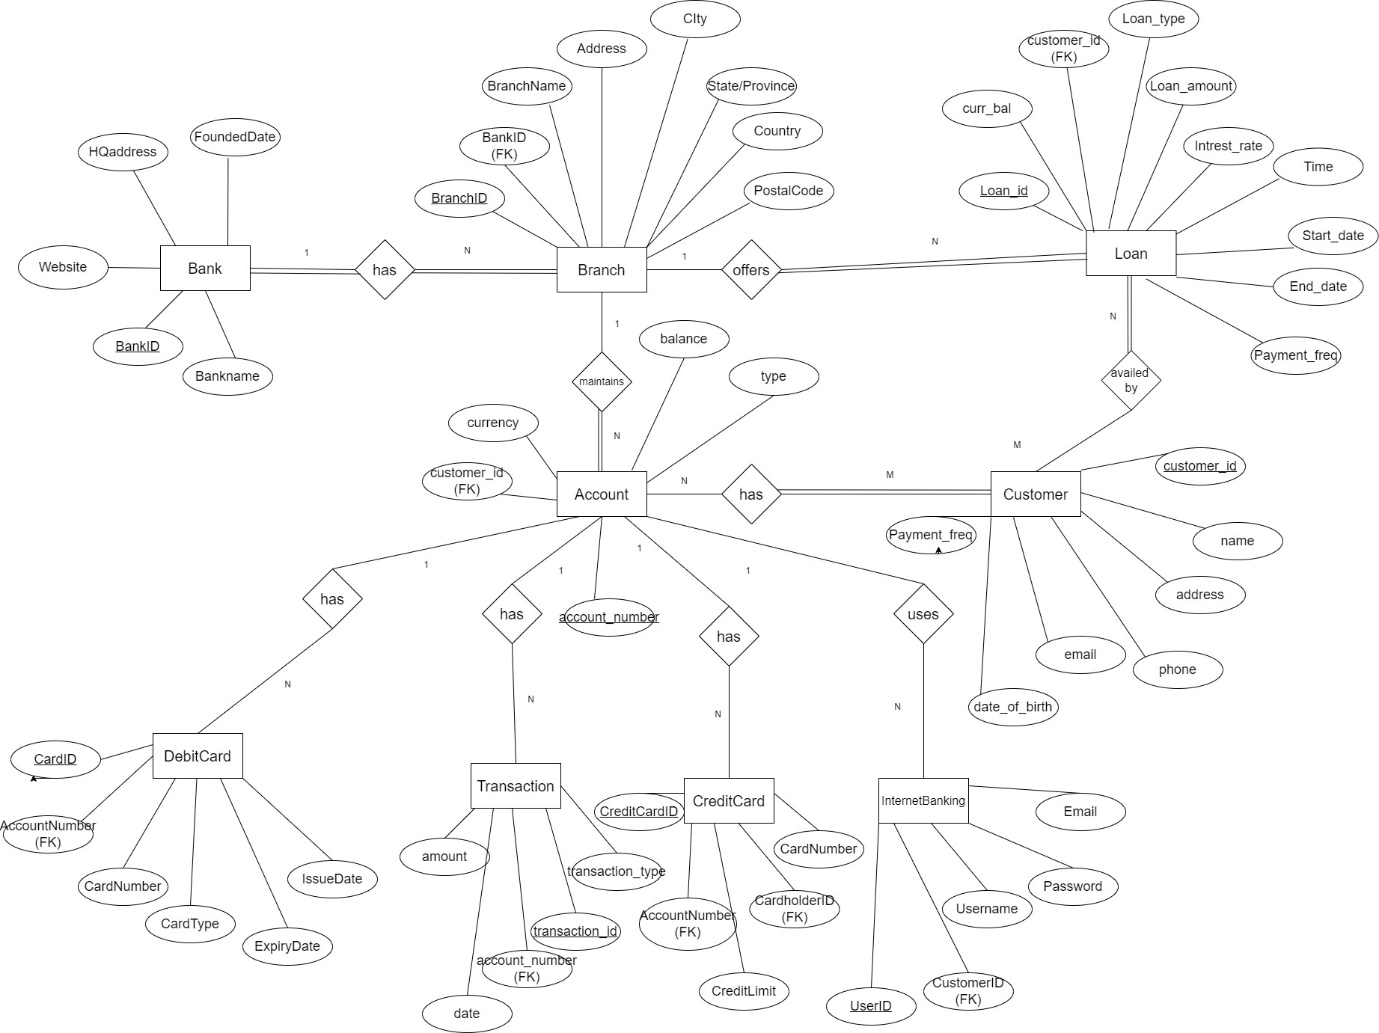 CIty
Loan_type
Address
customer_id
(FK)
BranchName
State/Province
Loan_amount
curr_bal
FoundedDate
Country
HQaddress
BankID
(FK)
Intrest_rate
Time
BranchID
PostalCode
Loan_id
Start_date
1
N
1
N
Website
Bank
has
Branch
offers
Loan
End_date
N
1
balance
BankID
Payment_freq
Bankname
maintains
type
availed
by
currency
N
M
customer_id
(FK)
customer_id
N
M
Account
has
Customer
Payment_freq
name
1
1
1
1
has
has
account_number
has
uses
address
email
phone
N
N
N
N
date_of_birth
CardID
DebitCard
Transaction
CreditCard
InternetBanking
CreditCardID
Email
AccountNumber
(FK)
amount
CardNumber
transaction_type
CardNumber
IssueDate
Password
CardType
AccountNumber
(FK)
CardholderID
(FK)
Username
ExpiryDate
transaction_id
account_number
(FK)
CreditLimit
CustomerID
(FK)
date
UserID